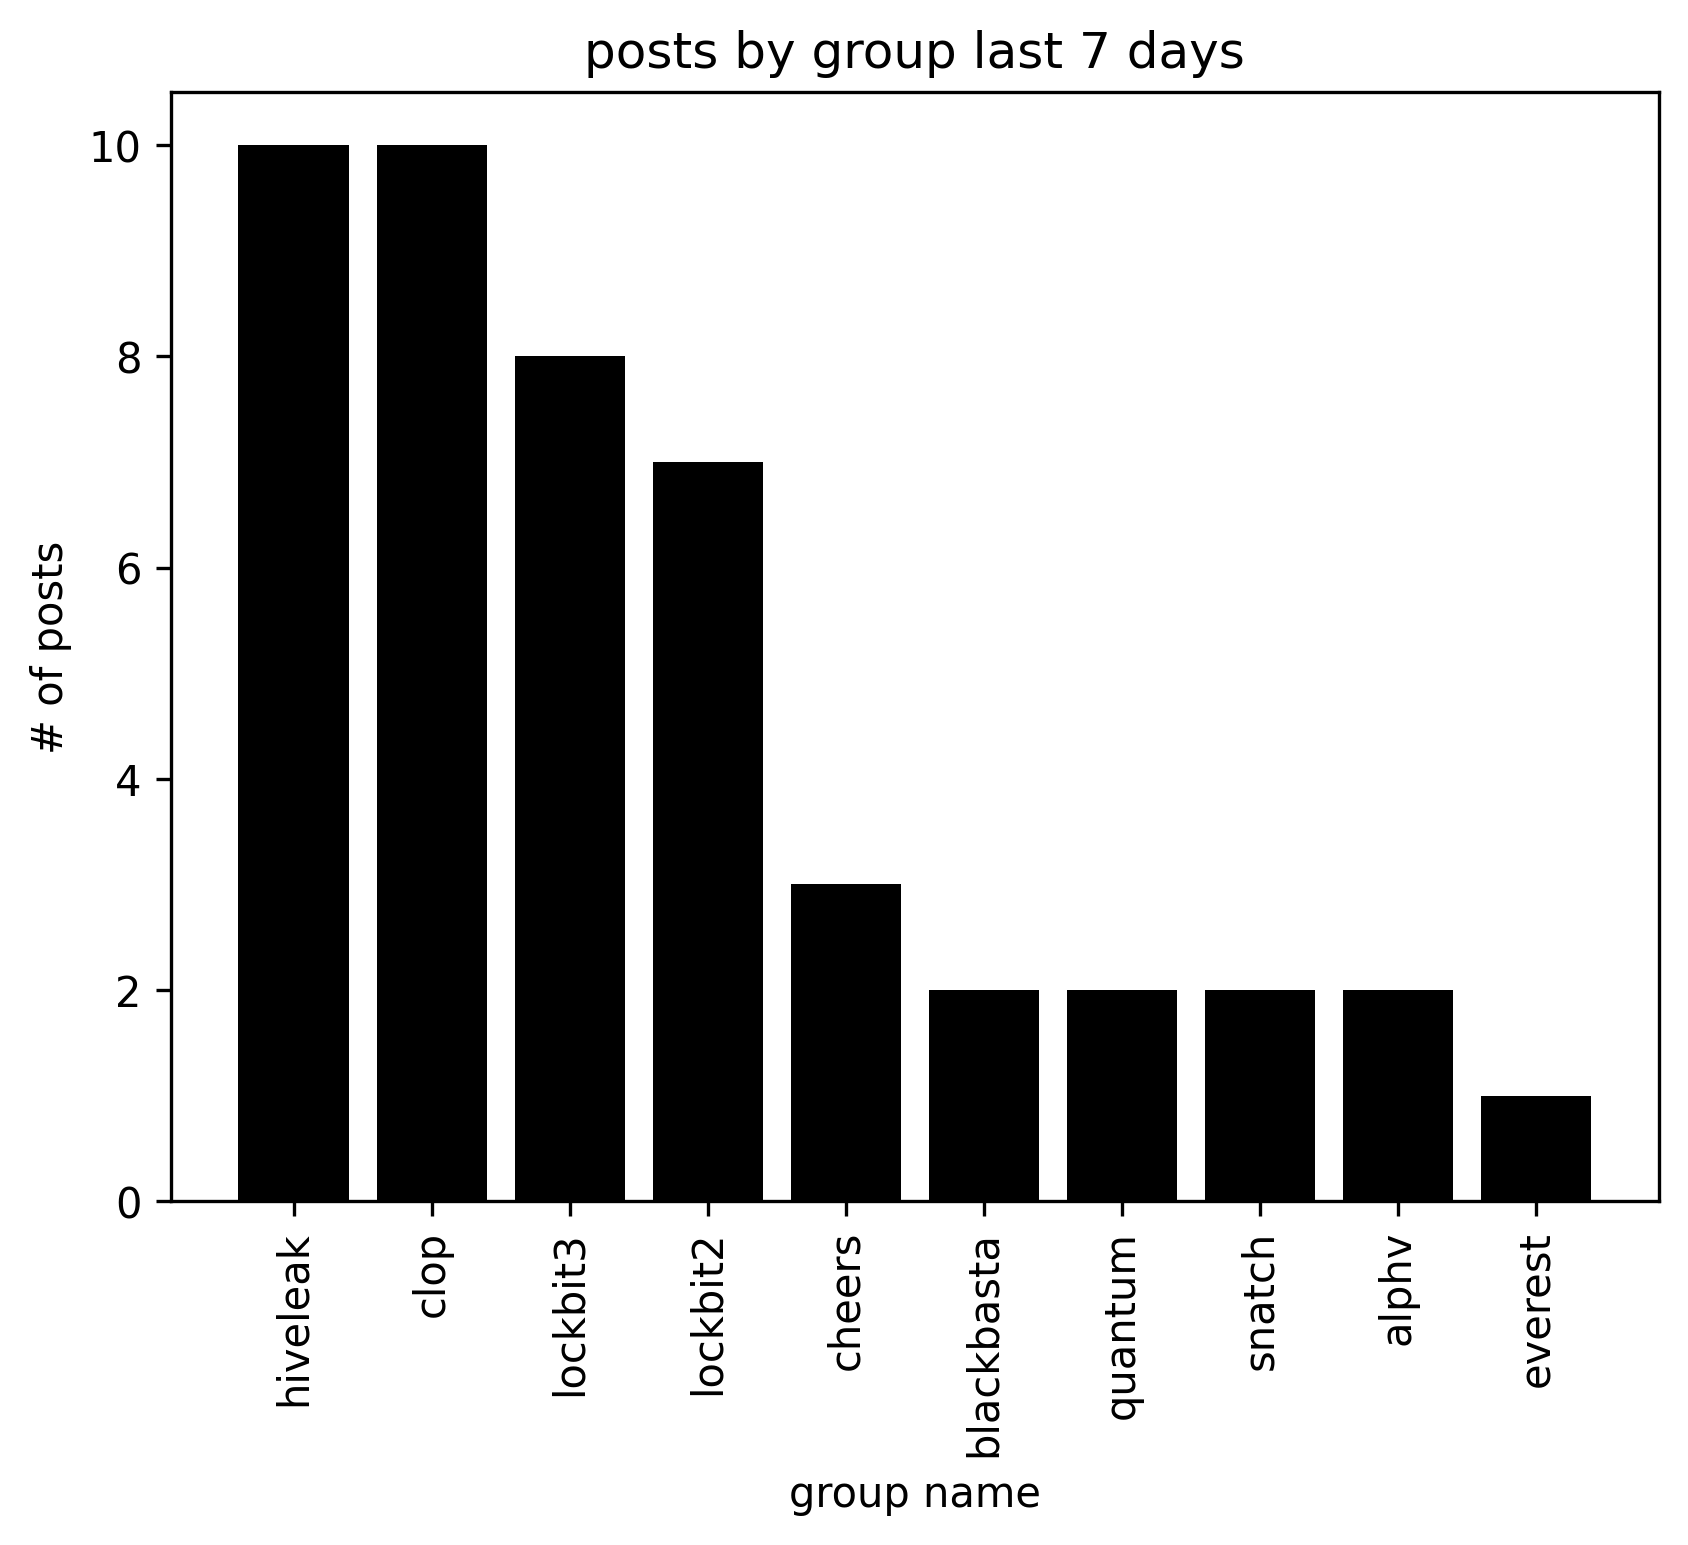 posts by group last 7 days
10
8
6
4
2
0
# of posts
hiveleak
clop
lockbit3
lockbit2
cheers
blackbasta
quantum
snatch
alphv
everest
group name